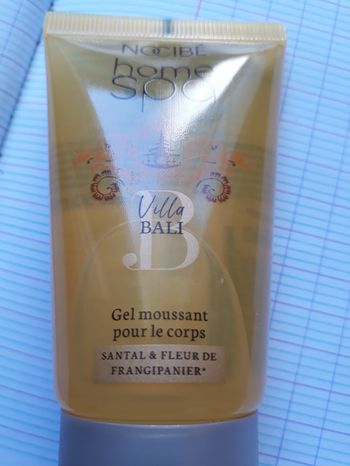 NOCIBÉ
home
spa
B
Villa
BALI
Gel moussant
pour le corps
SANTAL & FLEUR DE
FRANGIPANIER*